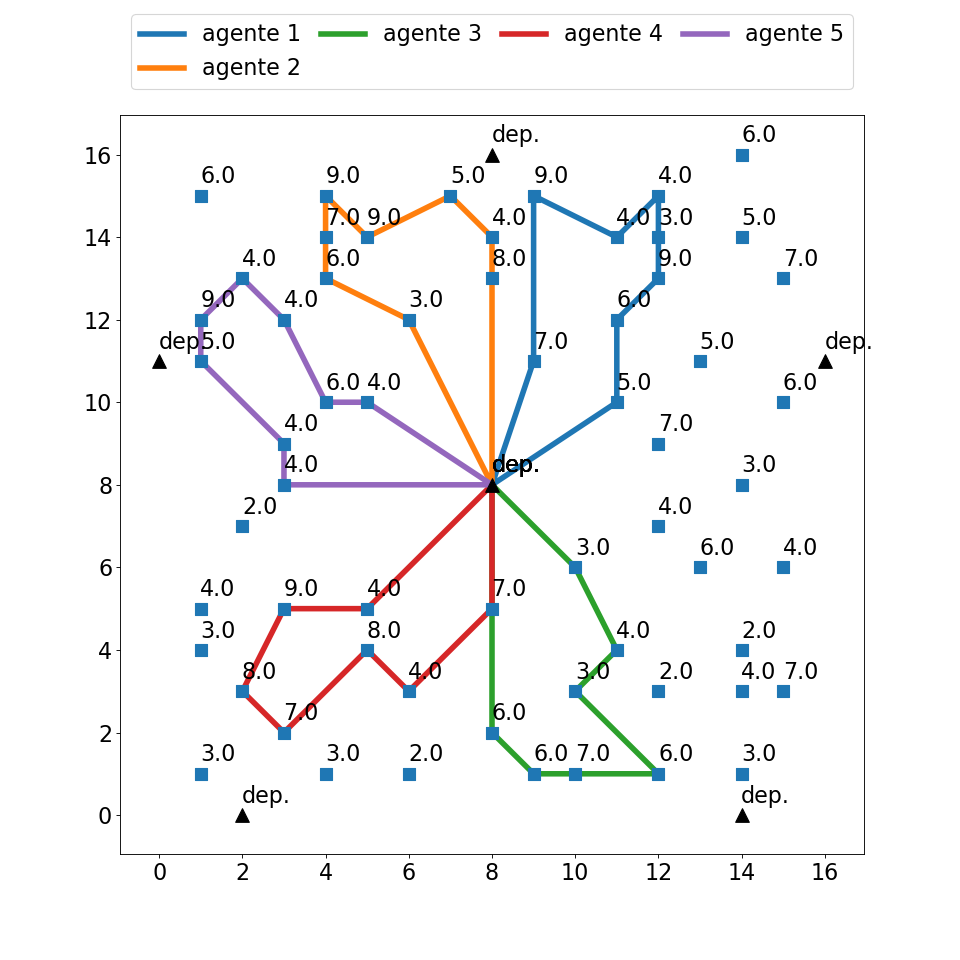 agente 1 agente 3 agente 4 agente 5
agente 2
dep. 6.0
16
6.0 9.0 5.0 9.0 4.0
7.0 9.0 4.0 4.0 3.0 5.0
14
4.0 6.0 8.0 9.0 7.0
9.0 4.0 3.0 6.0
12
dep. 5.0 7.0 5.0 dep.
6.0 4.0 5.0 6.0
10
4.0 7.0
4.0 dep. 3.0
8
2.0 4.0
3.0 6.0 4.0
6
4.0 9.0 4.0 7.0
3.0 8.0 4.0 2.0
4
8.0 4.0 3.0 2.0 4.0 7.0
7.0 6.0
2
3.0 3.0 2.0 6.0 7.0 6.0 3.0
dep. dep.
0
0 2 4 6 8 10 12 14 16